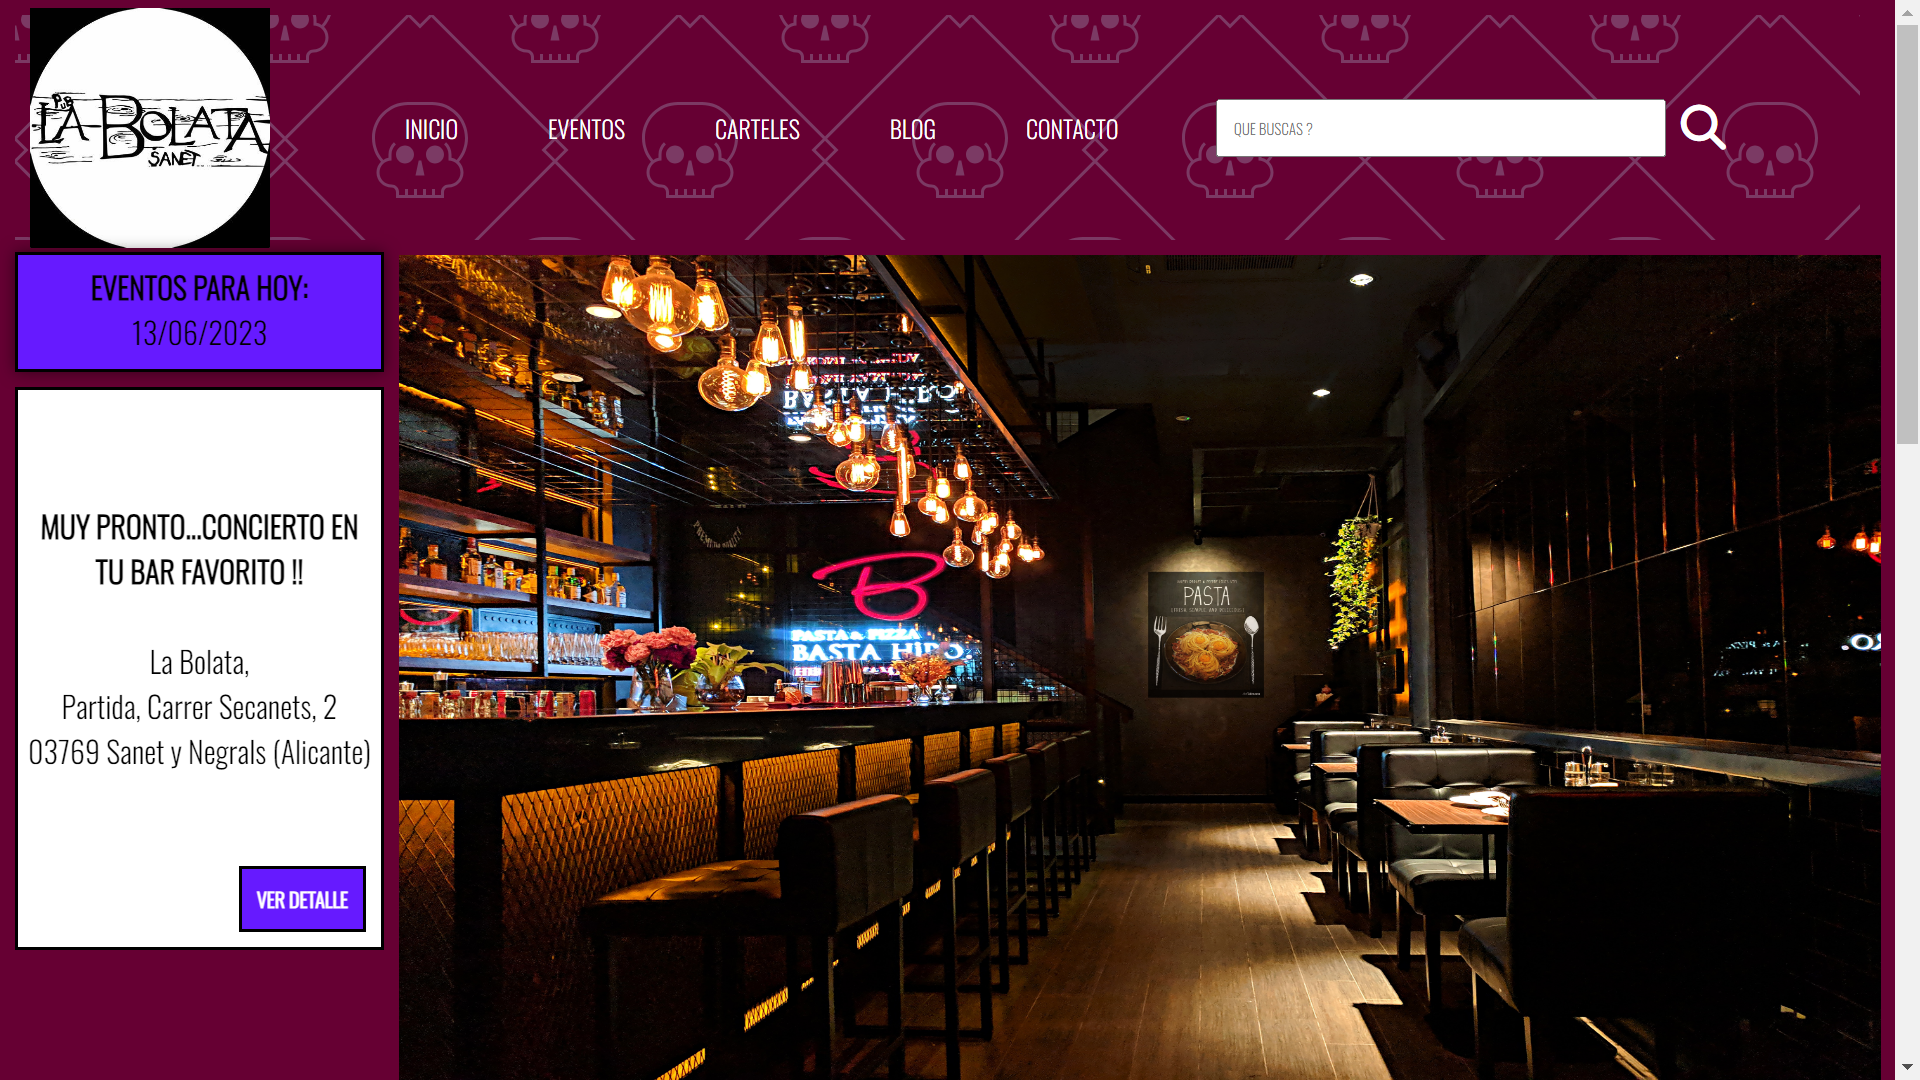 PUB
LA BOLATA
SANET
INICIO
EVENTOS
CARTELES
BLOG
CONTACTO
QUE BUSCAS ?
EVENTOS PARA HOY:
13/06/2023
MUY PRONTO...CONCIERTO EN
TU BAR FAVORITO !!
La Bolata,
Partida, Carrer Secanets, 2
03769 Sanet y Negrals (Alicante)
VER DETALLE
B
PASTA & PIZZA
BASTA HIRO.
PASTA